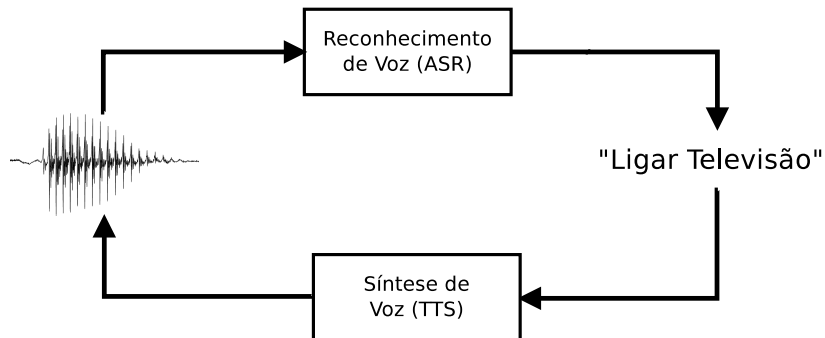 Reconhecimento
de Voz (ASR)
"Ligar Televisão"
Síntese de
Voz (TTS)